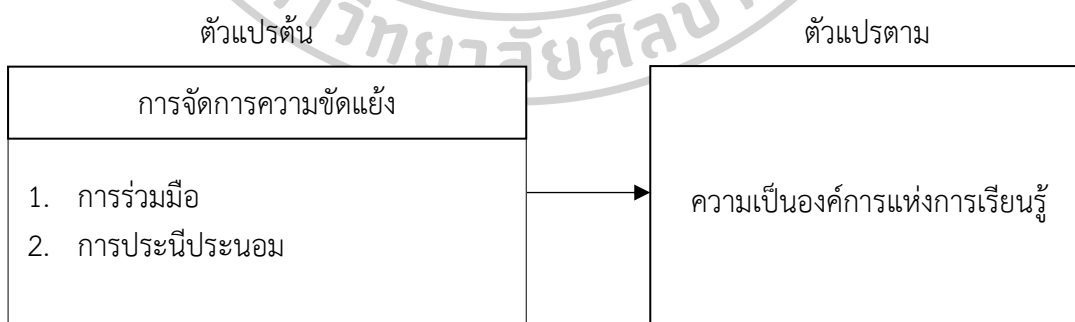 ตัวแปรต้น
ตัวแปรตาม
การจัดการความขัดแย้ง
1. การร่วมมือ
2. การประนีประนอม
ความเป็นองค์การแห่งการเรียนรู้